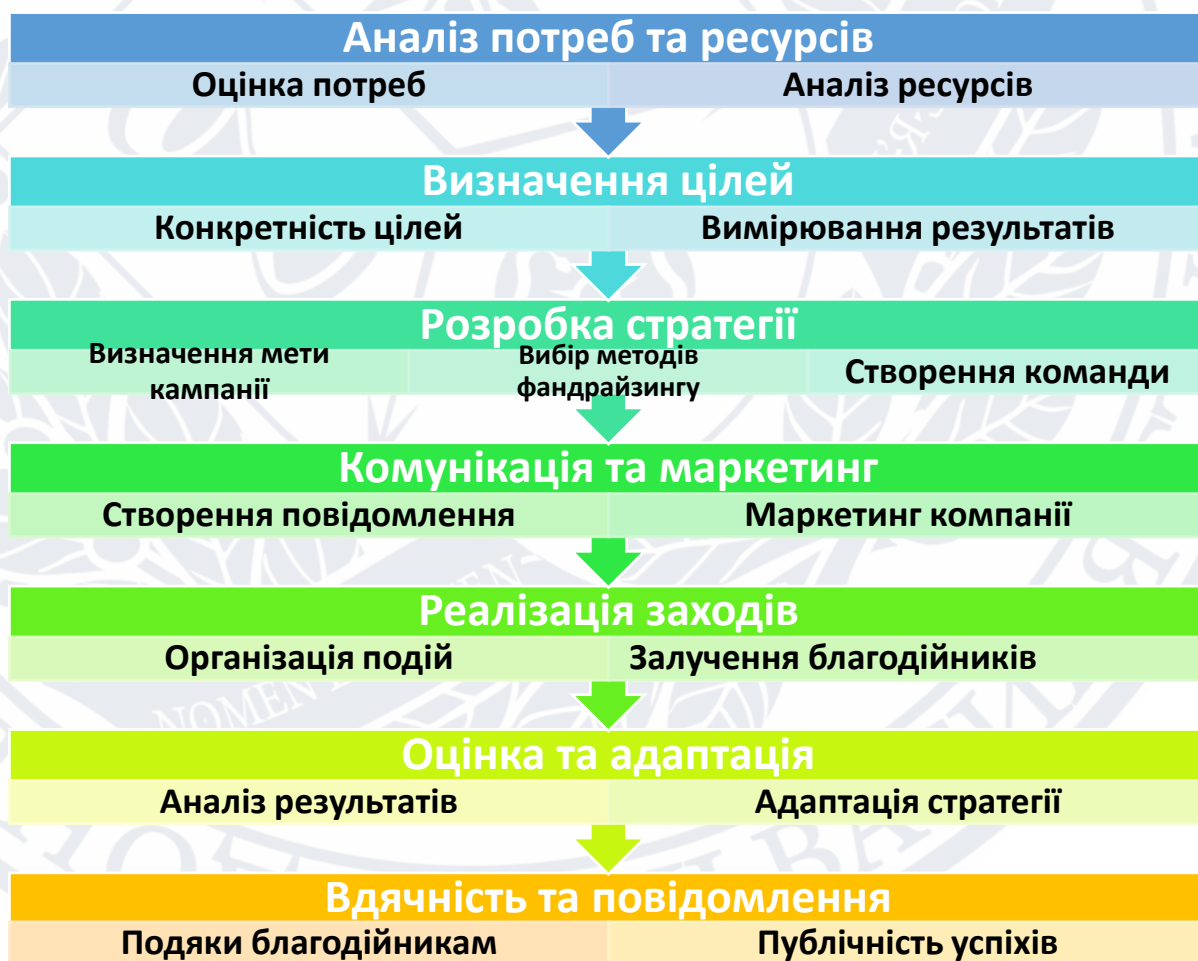 Аналіз потреб та ресурсів
Оцінка потреб
Аналіз ресурсів
Визначення цілей
Конкретність цілей
Вимірювання результатів
Розробка стратегії
Визначення мети
кампанії
Вибір методів
фандрайзингу
Створення команди
Комунікація та маркетинг
Створення повідомлення
Маркетинг компанії
Реалізація заходів
Організація подій
Залучення благодійників
Оцінка та адаптація
Аналіз результатів
Адаптація стратегії
Вдячність та повідомлення
Подяки благодійникам
Публічність успіхів
NOMEN